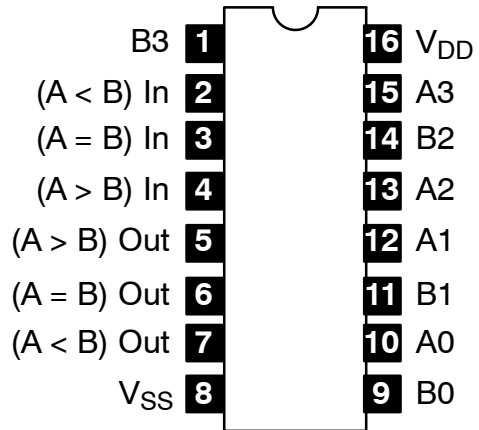 B3 1 16 VDD
(A < B) In 2 15 A3
(A = B) In 3 14 B2
(A > B) In 4 13 A2
(A > B) Out 5 12 A1
(A = B) Out 6 11 B1
(A < B) Out 7 10 A0
VSS 8 9 B0